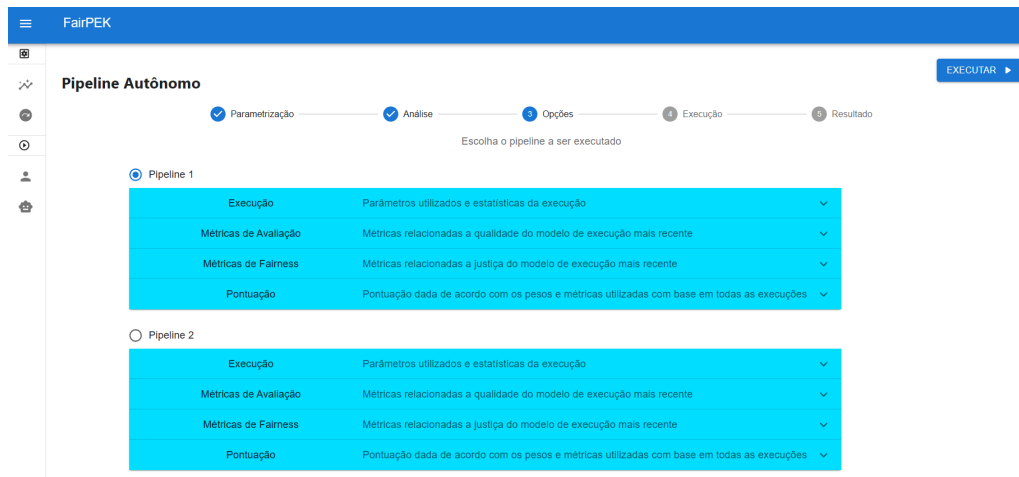 FairPEK
EXECUTAR
Pipeline Autônomo
Parametrização Análise 3 Opções 4 Execução 5 Resultado
Escolha o pipeline a ser executado
Pipeline 1
Execução Parâmetros utilizados e estatísticas da execução
Métricas de Avaliação Métricas relacionadas a qualidade do modelo de execução mais recente
Métricas de Fairness Métricas relacionadas a justiça do modelo de execução mais recente
Pontuação Pontuação dada de acordo com os pesos e métricas utilizadas com base em todas as execuções
Pipeline 2
Execução Parâmetros utilizados e estatísticas da execução
Métricas de Avaliação Métricas relacionadas a qualidade do modelo de execução mais recente
Métricas de Fairness Métricas relacionadas a justiça do modelo de execução mais recente
Pontuação Pontuação dada de acordo com os pesos e métricas utilizadas com base em todas as execuções